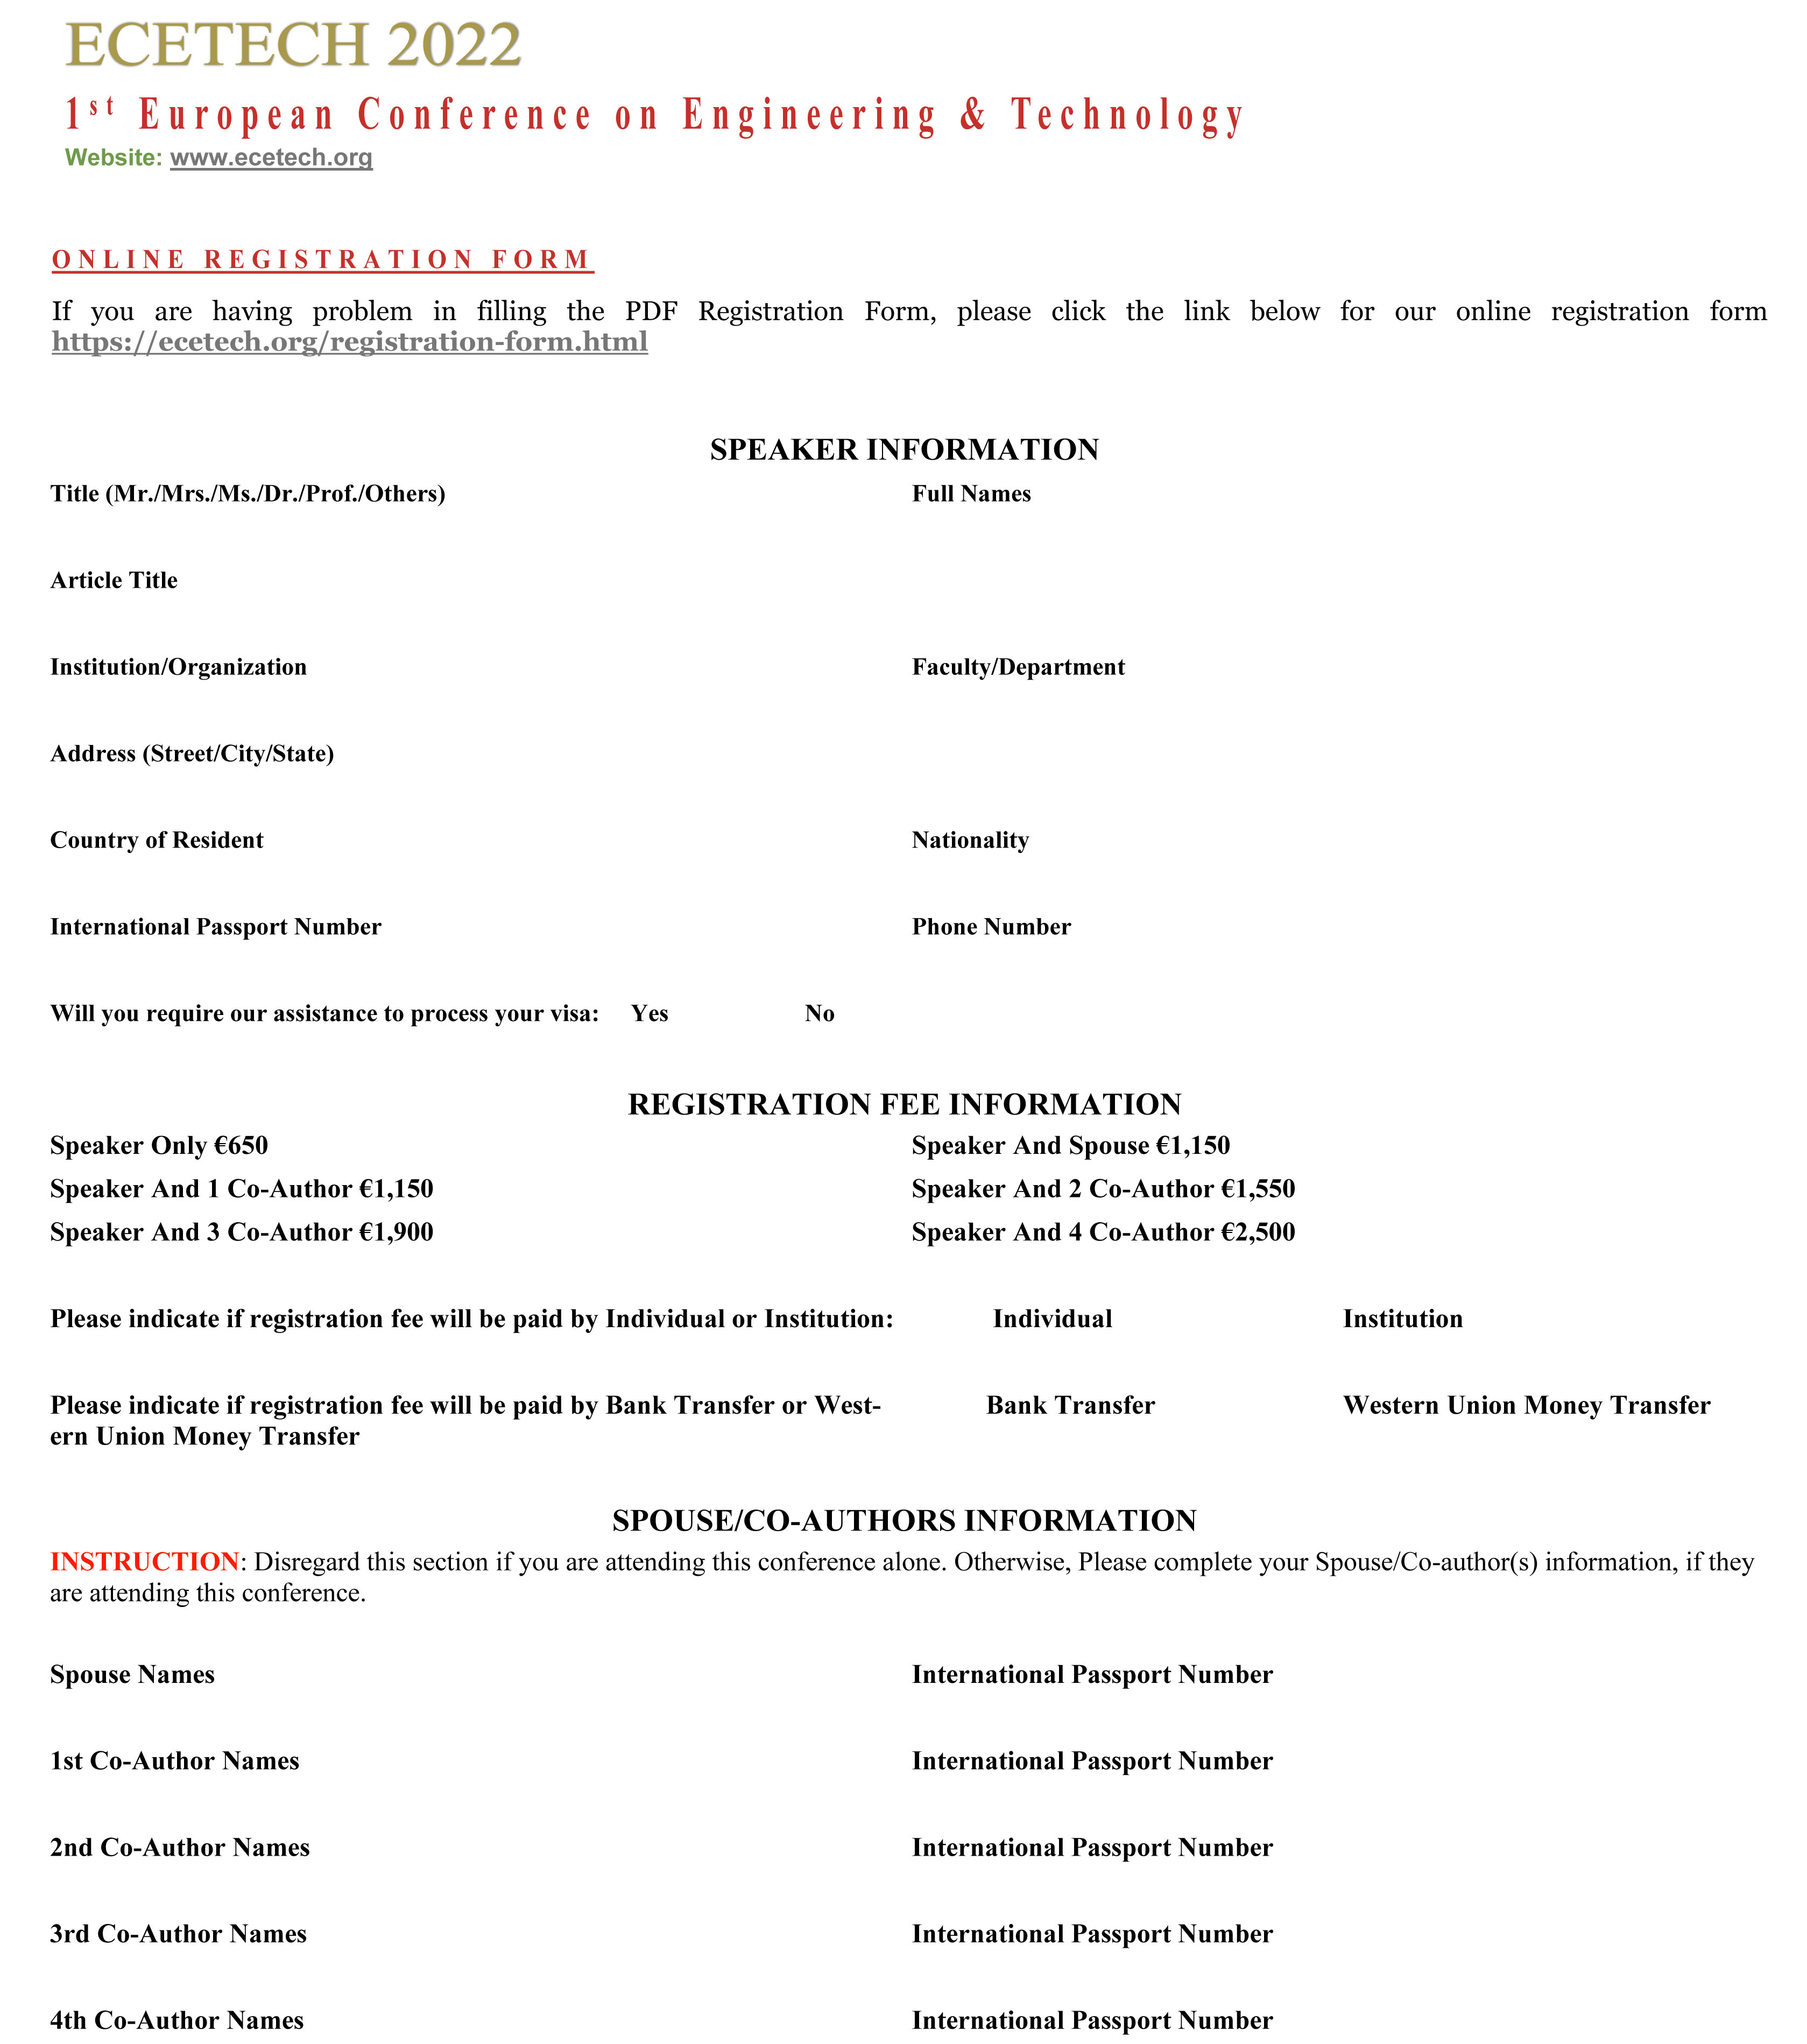 ECETECH 2022
1st European Conference on Engineering & Technology
Website: www.ecetech.org
ONLINE REGISTRATION FORM
If you are having problem in filling the PDF Registration Form, please click the link below for our online registration form
https://ecetech.org/registration-form.html
SPEAKER INFORMATION
Title (Mr./Mrs./Ms./Dr./Prof./Others) Full Names
Article Title
Institution/Organization Faculty/Department
Address (Street/City/State)
Country of Resident Nationality
International Passport Number Phone Number
Will you require our assistance to process your visa: Yes No
REGISTRATION FEE INFORMATION
Speaker Only €650 Speaker And Spouse €1,150
Speaker And 1 Co-Author €1,150 Speaker And 2 Co-Author €1,550
Speaker And 3 Co-Author €1,900 Speaker And 4 Co-Author €2,500
Please indicate if registration fee will be paid by Individual or Institution: Individual Institution
Please indicate if registration fee will be paid by Bank Transfer or West- Bank Transfer Western Union Money Transfer
ern Union Money Transfer
SPOUSE/CO-AUTHORS INFORMATION
INSTRUCTION: Disregard this section if you are attending this conference alone. Otherwise, Please complete your Spouse/Co-author(s) information, if they
are attending this conference.
Spouse Names International Passport Number
1st Co-Author Names International Passport Number
2nd Co-Author Names International Passport Number
3rd Co-Author Names International Passport Number
4th Co-Author Names International Passport Number